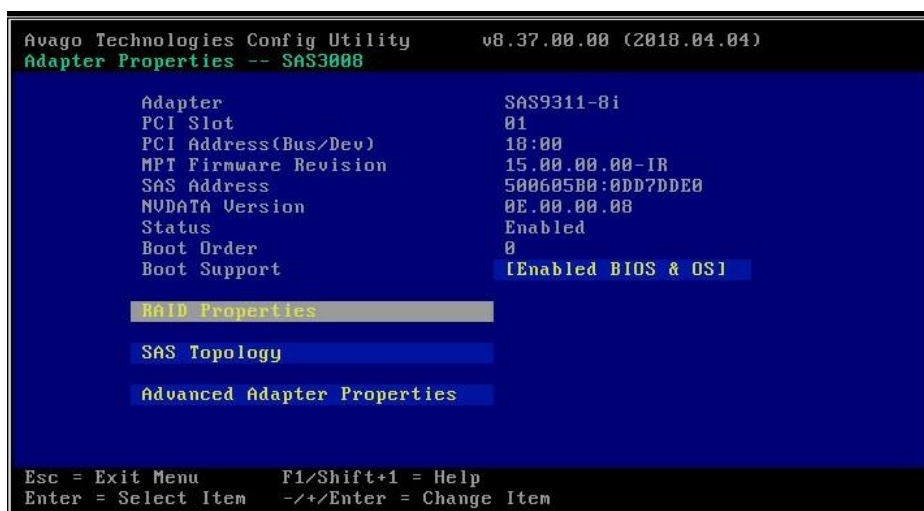 Avago Technologies Config Utility v8.37.00.00 (2018.04.04)
Adapter Properties -- SAS3008
Adapter SAS9311-8i
PCI Slot 01
PCI Address(Bus/Dev) 18:00
MPT Firmware Revision 15.00.00.00-IR
SAS Address 500605B0:0DD7DDE0
NVDATA Version 0E.00.00.08
Status Enabled
Boot Order 0
Boot Support [Enabled BIOS & OS]
RAID Properties
SAS Topology
Advanced Adapter Properties
Esc = Exit Menu F1/Shift+1 = Help
Enter = Select Item -/+/Enter = Change Item